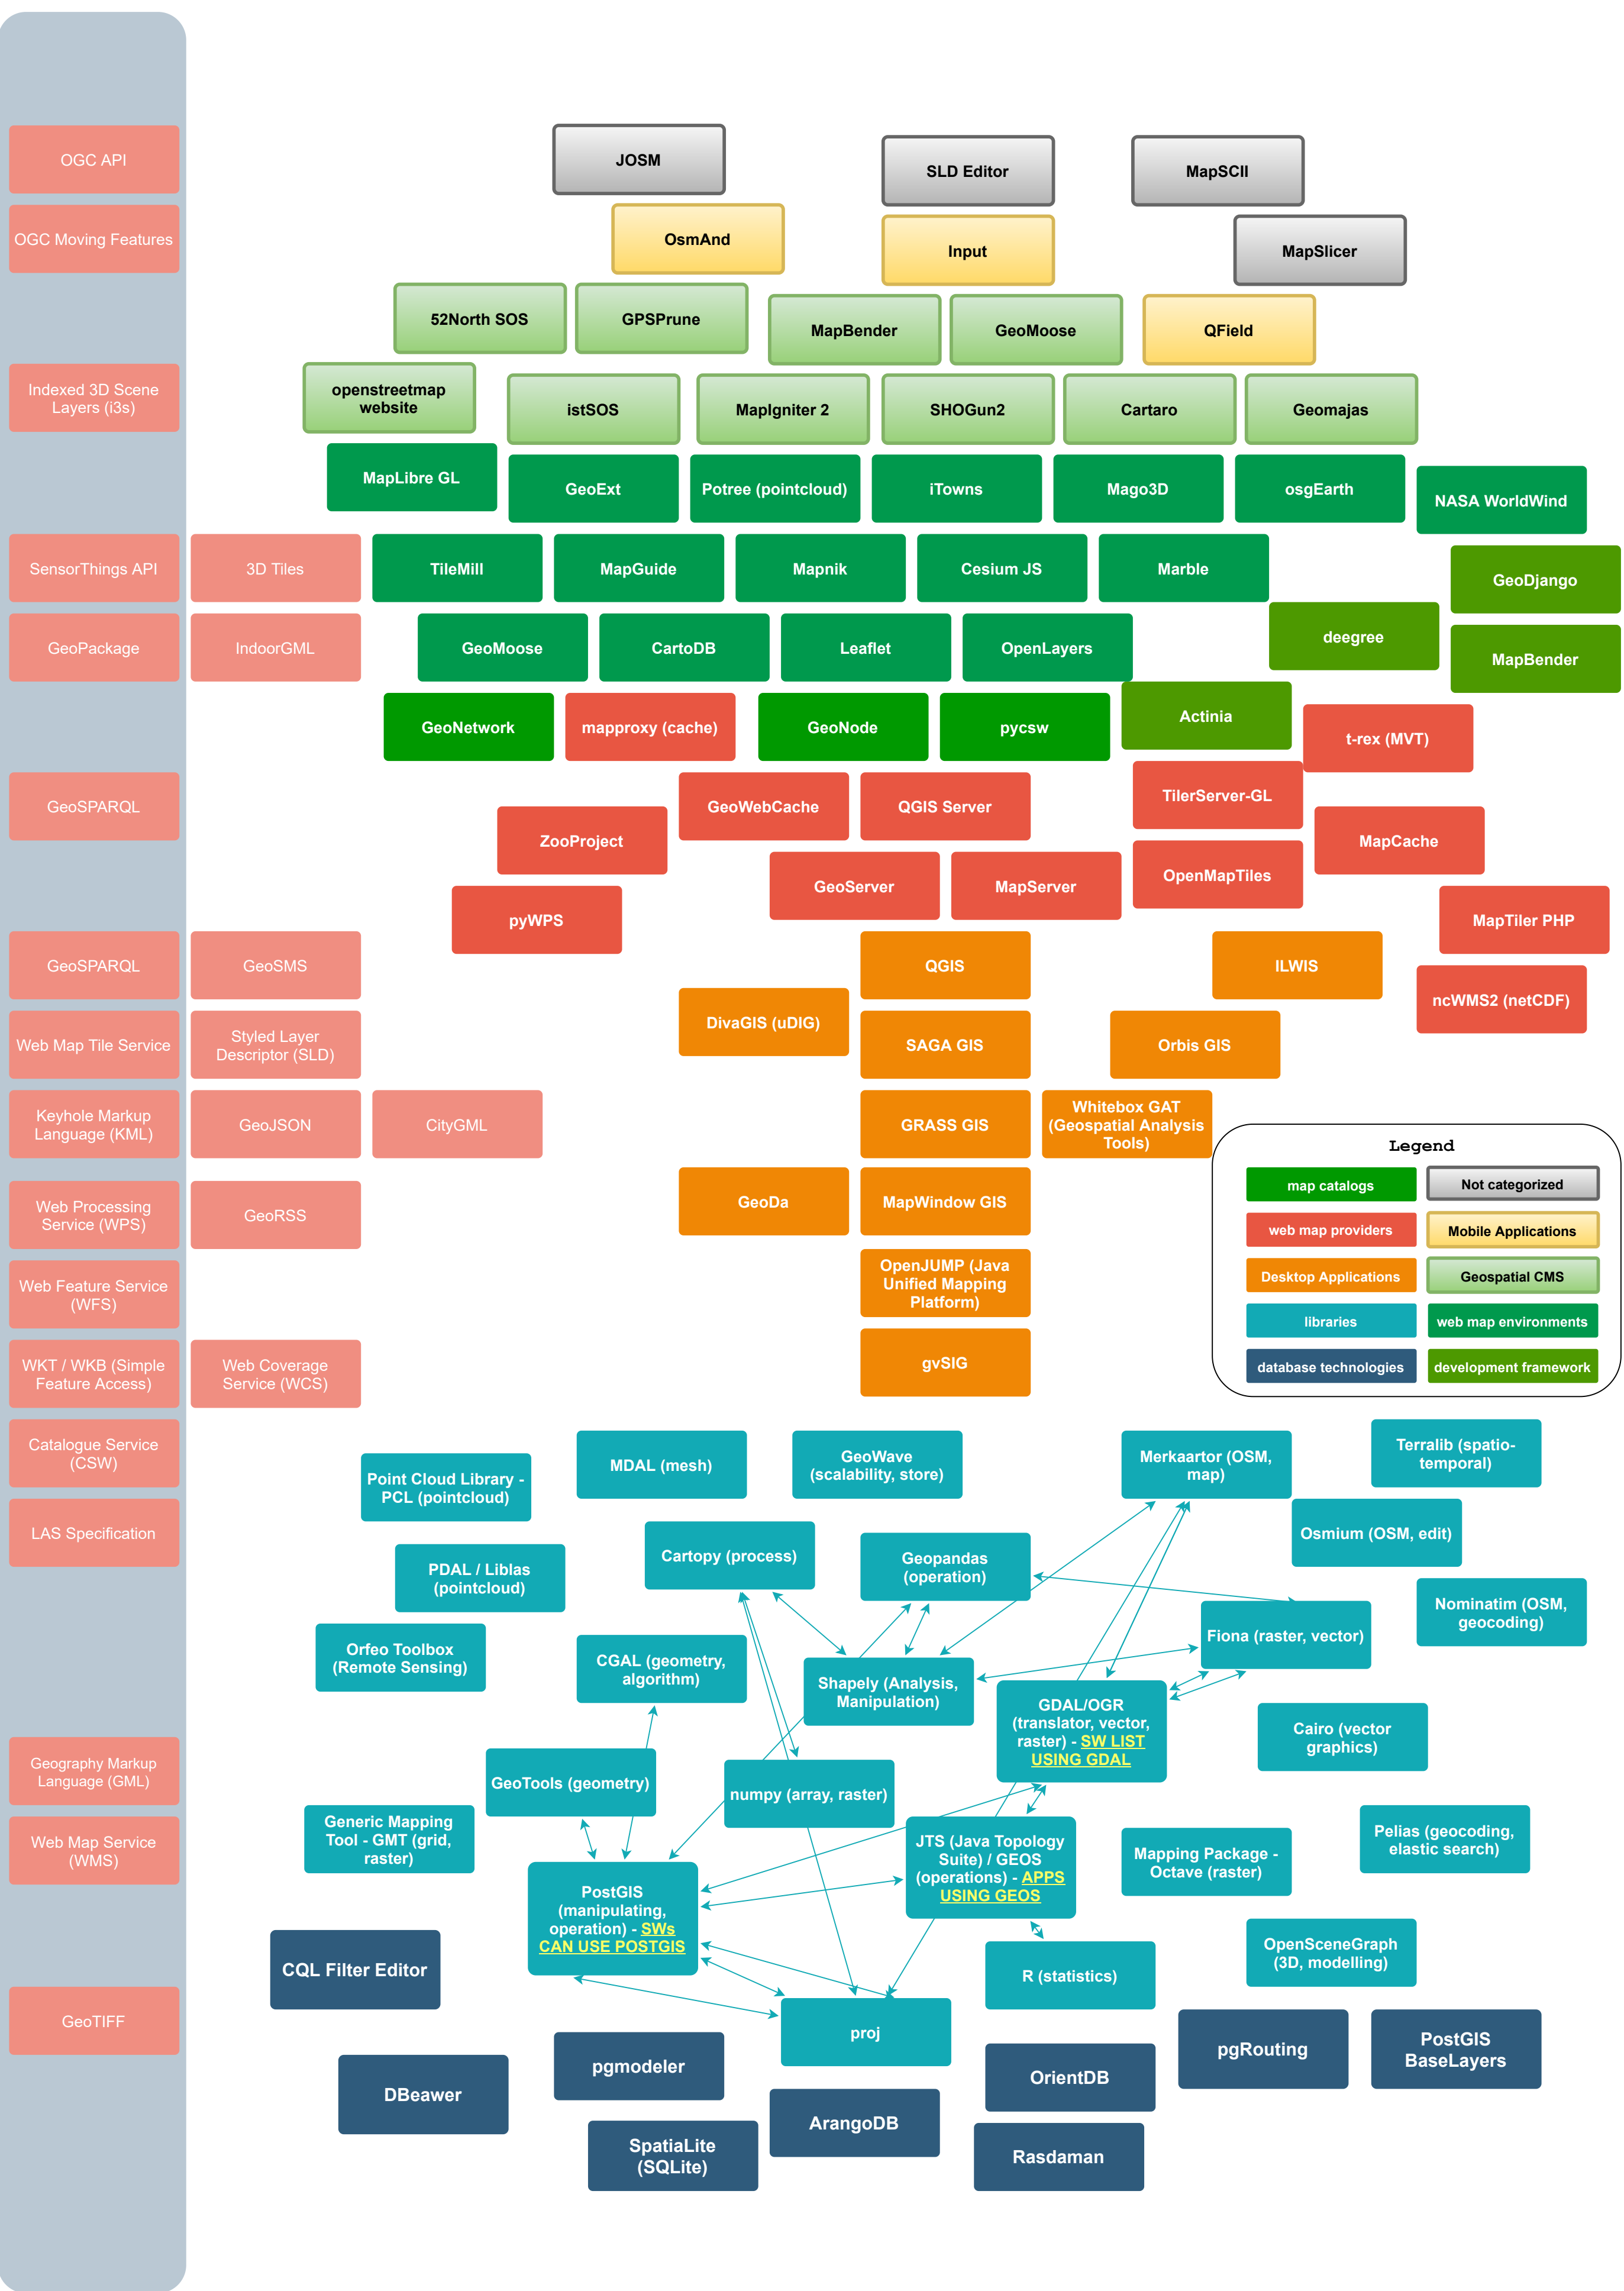 OGC API
JOSM
SLD Editor
MapSCII
OGC Moving Features
OsmAnd
Input
MapSlicer
52North SOS
GPSPrune
MapBender
GeoMoose
QField
Indexed 3D Scene
Layers (i3s)
openstreetmap
website
istSOS
MapIgniter 2
SHOGun2
Cartaro
Geomajas
MapLibre GL
GeoExt
Potree (pointcloud)
iTowns
Mago3D
osgEarth
NASA WorldWind
SensorThings API
3D Tiles
TileMill
MapGuide
Mapnik
Cesium JS
Marble
GeoDjango
GeoPackage
IndoorGML
GeoMoose
CartoDB
Leaflet
OpenLayers
deegree
MapBender
GeoNetwork
mapproxy (cache)
GeoNode
pycsw
Actinia
t-rex (MVT)
GeoSPARQL
ZooProject
GeoWebCache
QGIS Server
TilerServer-GL
MapCache
pyWPS
GeoServer
MapServer
OpenMapTiles
MapTiler PHP
GeoSPARQL
GeoSMS
QGIS
ILWIS
ncWMS2 (netCDF)
Web Map Tile Service
Styled Layer
Descriptor (SLD)
DivaGIS (uDIG)
SAGA GIS
Orbis GIS
Keyhole Markup
Language (KML)
GeoJSON
CityGML
GRASS GIS
Whitebox GAT
(Geospatial Analysis
Tools)
Web Processing
Service (WPS)
GeoRSS
GeoDa
MapWindow GIS
Web Feature Service
(WFS)
OpenJUMP (Java
Unified Mapping
Platform)
WKT / WKB (Simple
Feature Access)
Web Coverage
Service (WCS)
gvSIG
Legend
map catalogs
Not categorized
web map providers
Mobile Applications
Desktop Applications
Geospatial CMS
libraries
web map environments
database technologies
development framework
Catalogue Service
(CSW)
Point Cloud Library -
PCL (pointcloud)
MDAL (mesh)
GeoWave
(scalability, store)
Merkaartor (OSM,
map)
Terralib (spatio-
temporal)
LAS Specification
PDAL / Liblas
(pointcloud)
Cartopy (process)
Geopandas
(operation)
Osmium (OSM, edit)
Orfeo Toolbox
(Remote Sensing)
CGAL (geometry,
algorithm)
Shapely (Analysis,
Manipulation)
Fiona (raster, vector)
Nominatim (OSM,
geocoding)
GDAL/OGR
(translator, vector,
raster) - SW LIST
USING GDAL
Cairo (vector
graphics)
Geography Markup
Language (GML)
GeoTools (geometry)
numpy (array, raster)
Web Map Service
(WMS)
Generic Mapping
Tool - GMT (grid,
raster)
JTS (Java Topology
Suite) / GEOS
(operations) - APPS
USING GEOS
Mapping Package -
Octave (raster)
Pelias (geocoding,
elastic search)
PostGIS
(manipulating,
operation) - SWs
CAN USE POSTGIS
R (statistics)
OpenSceneGraph
(3D, modelling)
CQL Filter Editor
GeoTIFF
proj
pgRouting
PostGIS
BaseLayers
DBeawer
pgmodeler
OrientDB
ArangoDB
SpatiaLite
(SQLite)
Rasdaman